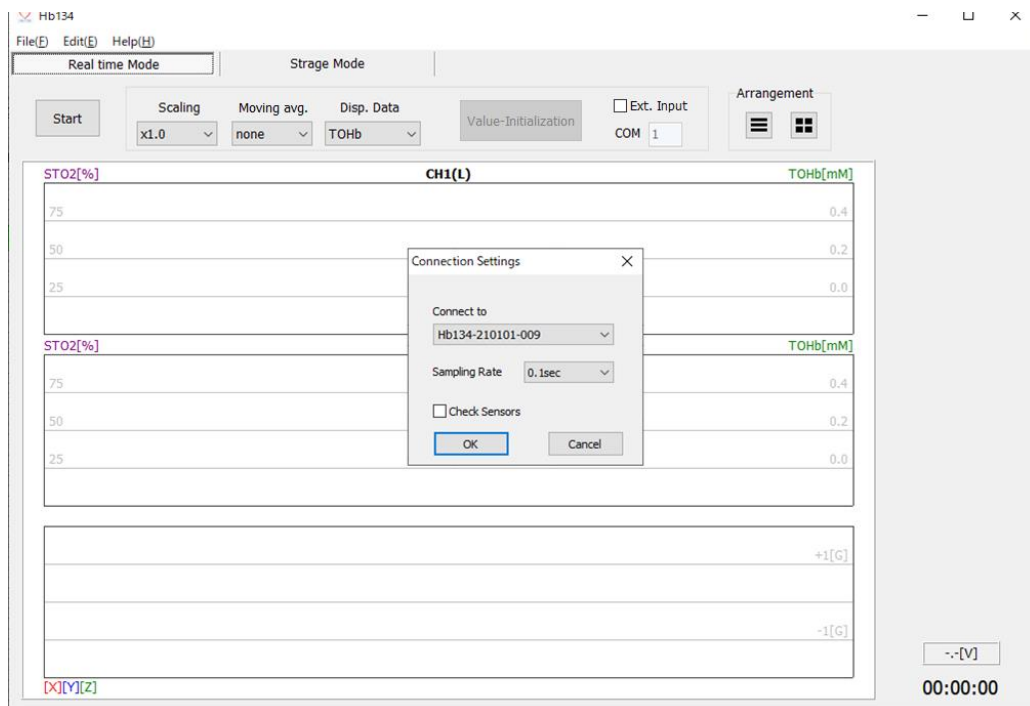 Hb134
File(F) Edit(E) Help(H)
Real time Mode
Strage Mode
Start
Scaling
x1.0
Moving avg.
none
Disp. Data
TOHb
Value-Initialization
Ext. Input
COM 1
Arrangement
STO2[%] CH1(L) TOHb[mM]
75 0.4
50 0.2
25 0.0
STO2[%] TOHb[mM]
75 0.4
50 0.2
25 0.0
+1[G]
-1[G]
[X][Y][Z]
Connection Settings
Connect to
Hb134-210101-009
Sampling Rate 0.1sec
Check Sensors
OK Cancel
-.-[V]
00:00:00